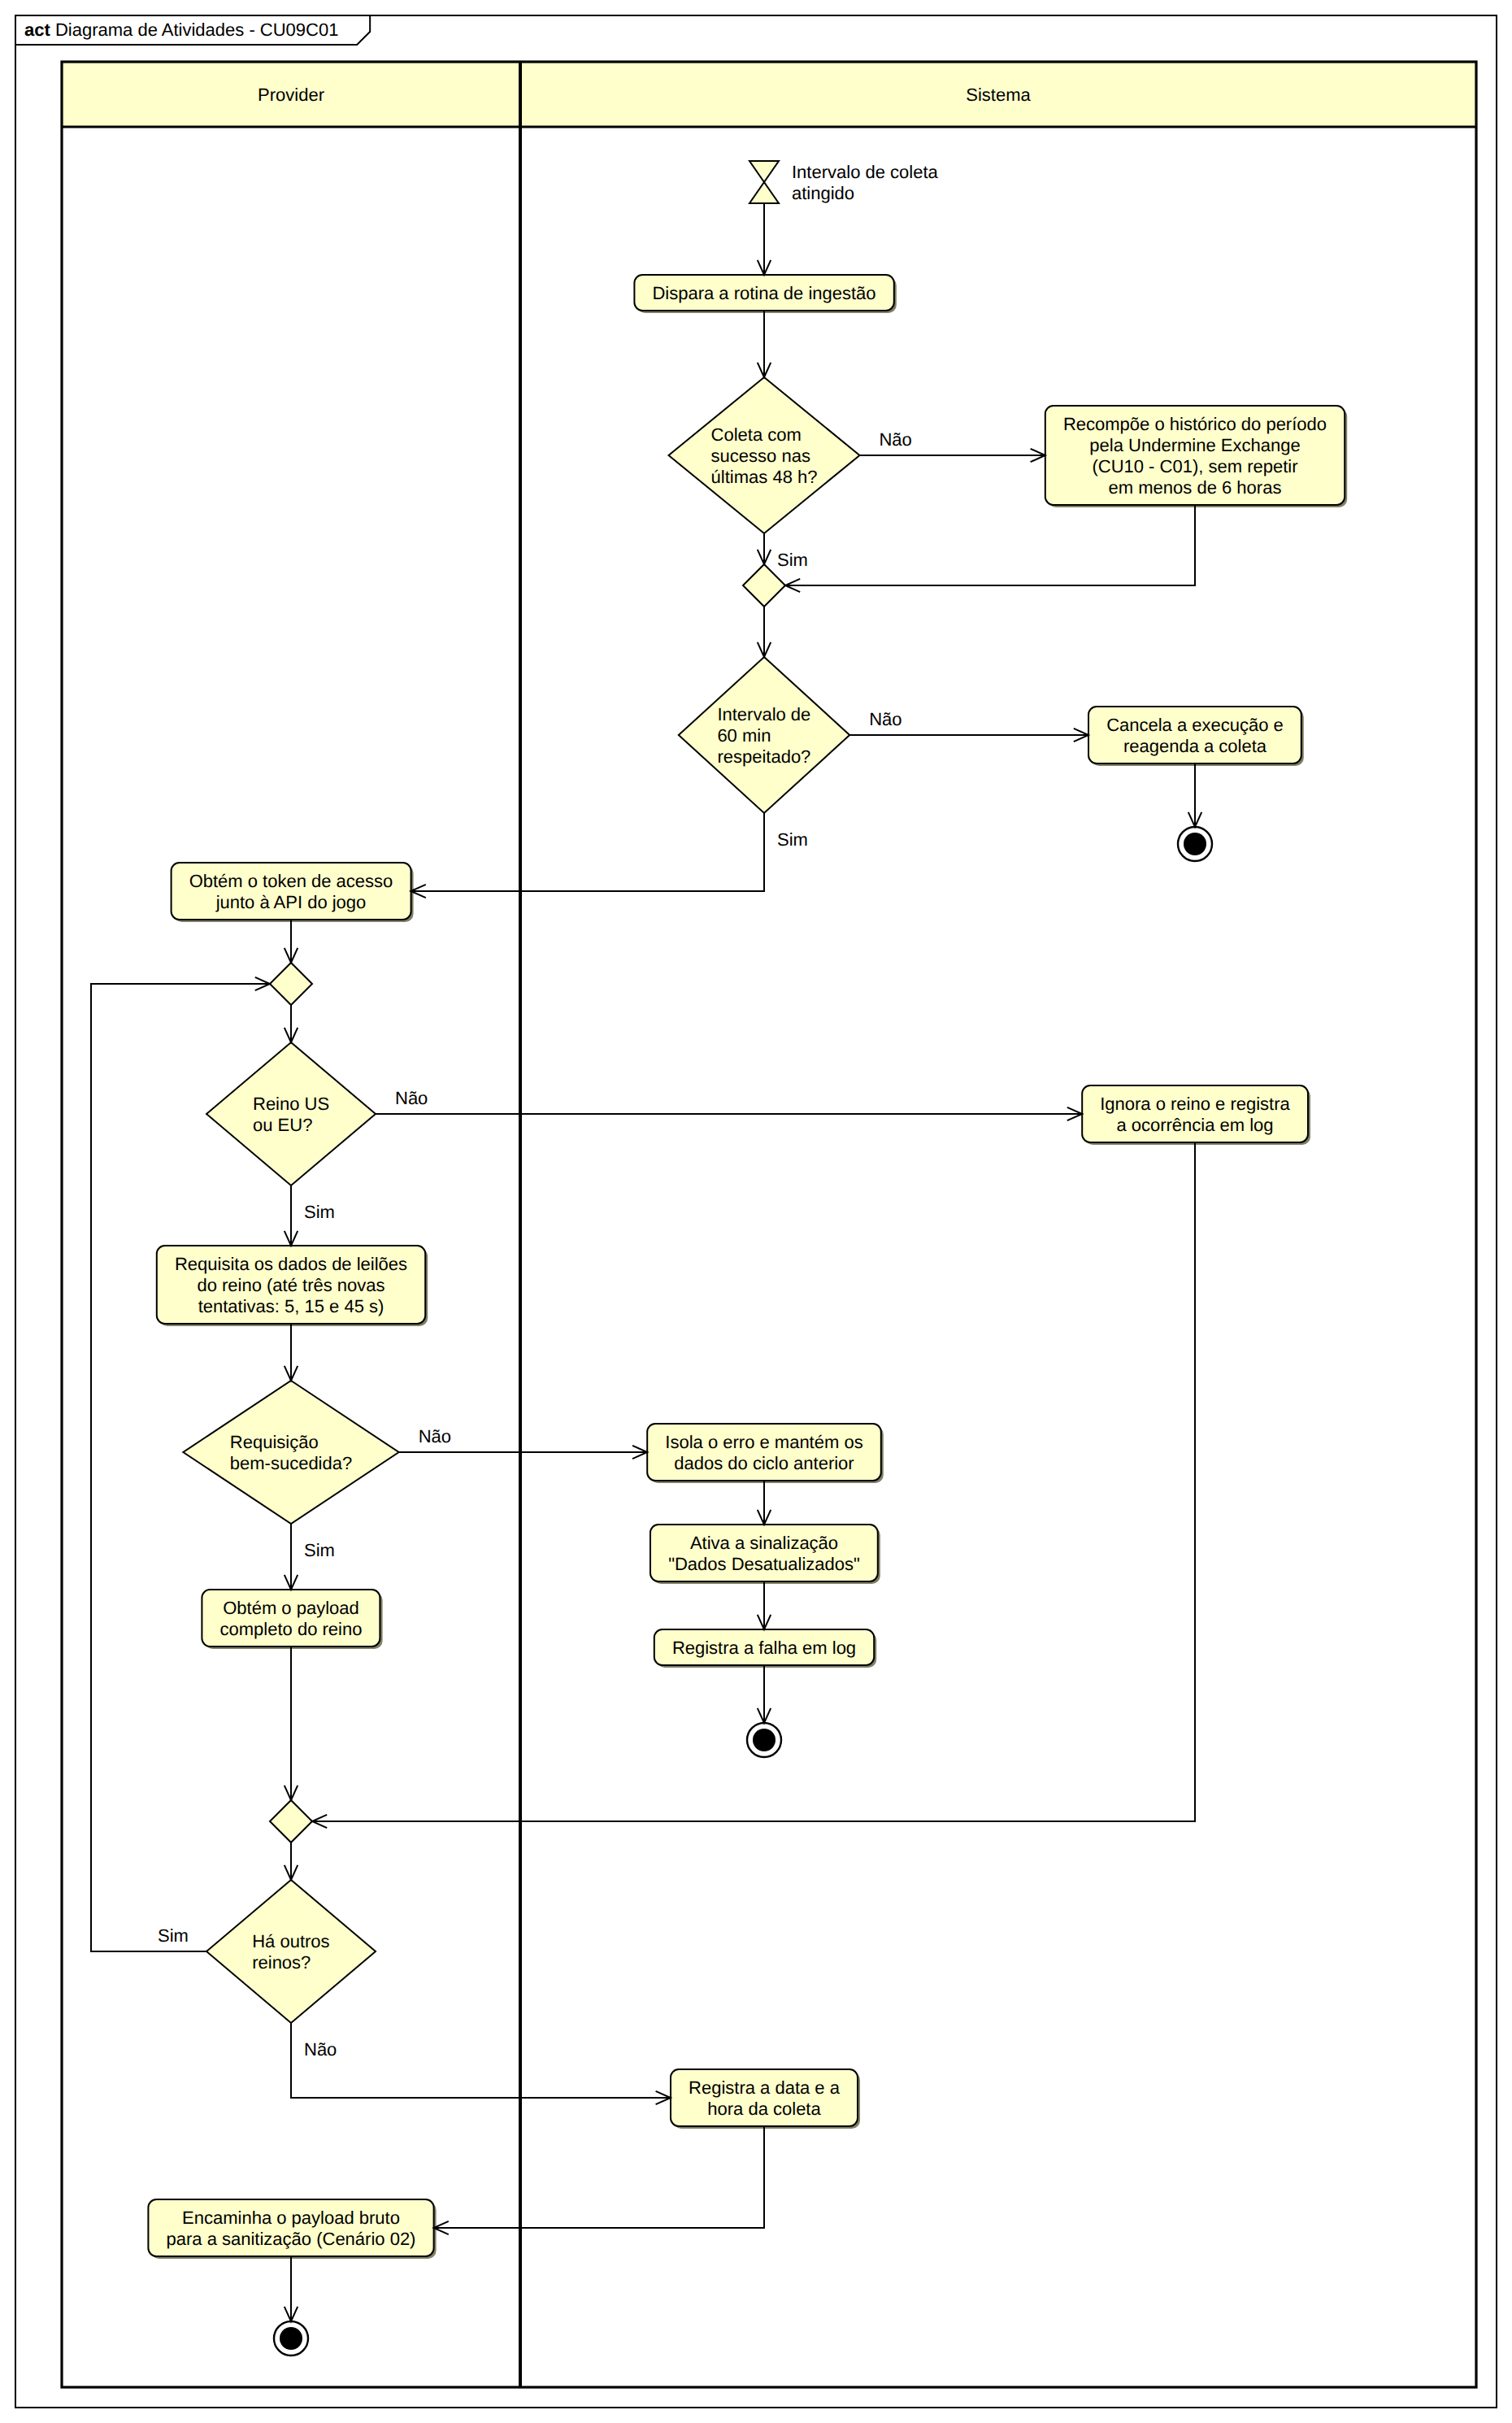 act Diagrama de Atividades - CU09C01
Provider
Sistema
Intervalo de coleta
atingido
Dispara a rotina de ingestão
Coleta com
sucesso nas
últimas 48 h?
Não
Recompõe o histórico do período
pela Undermine Exchange
(CU10 - C01), sem repetir
em menos de 6 horas
Sim
Intervalo de
60 min
respeitado?
Não
Cancela a execução e
reagenda a coleta
Sim
Obtém o token de acesso
junto à API do jogo
Reino US
ou EU?
Não
Ignora o reino e registra
a ocorrência em log
Sim
Requisita os dados de leilões
do reino (até três novas
tentativas: 5, 15 e 45 s)
Requisição
bem-sucedida?
Não
Isola o erro e mantém os
dados do ciclo anterior
Sim
Ativa a sinalização
"Dados Desatualizados"
Obtém o payload
completo do reino
Registra a falha em log
Sim
Há outros
reinos?
Não
Registra a data e a
hora da coleta
Encaminha o payload bruto
para a sanitização (Cenário 02)